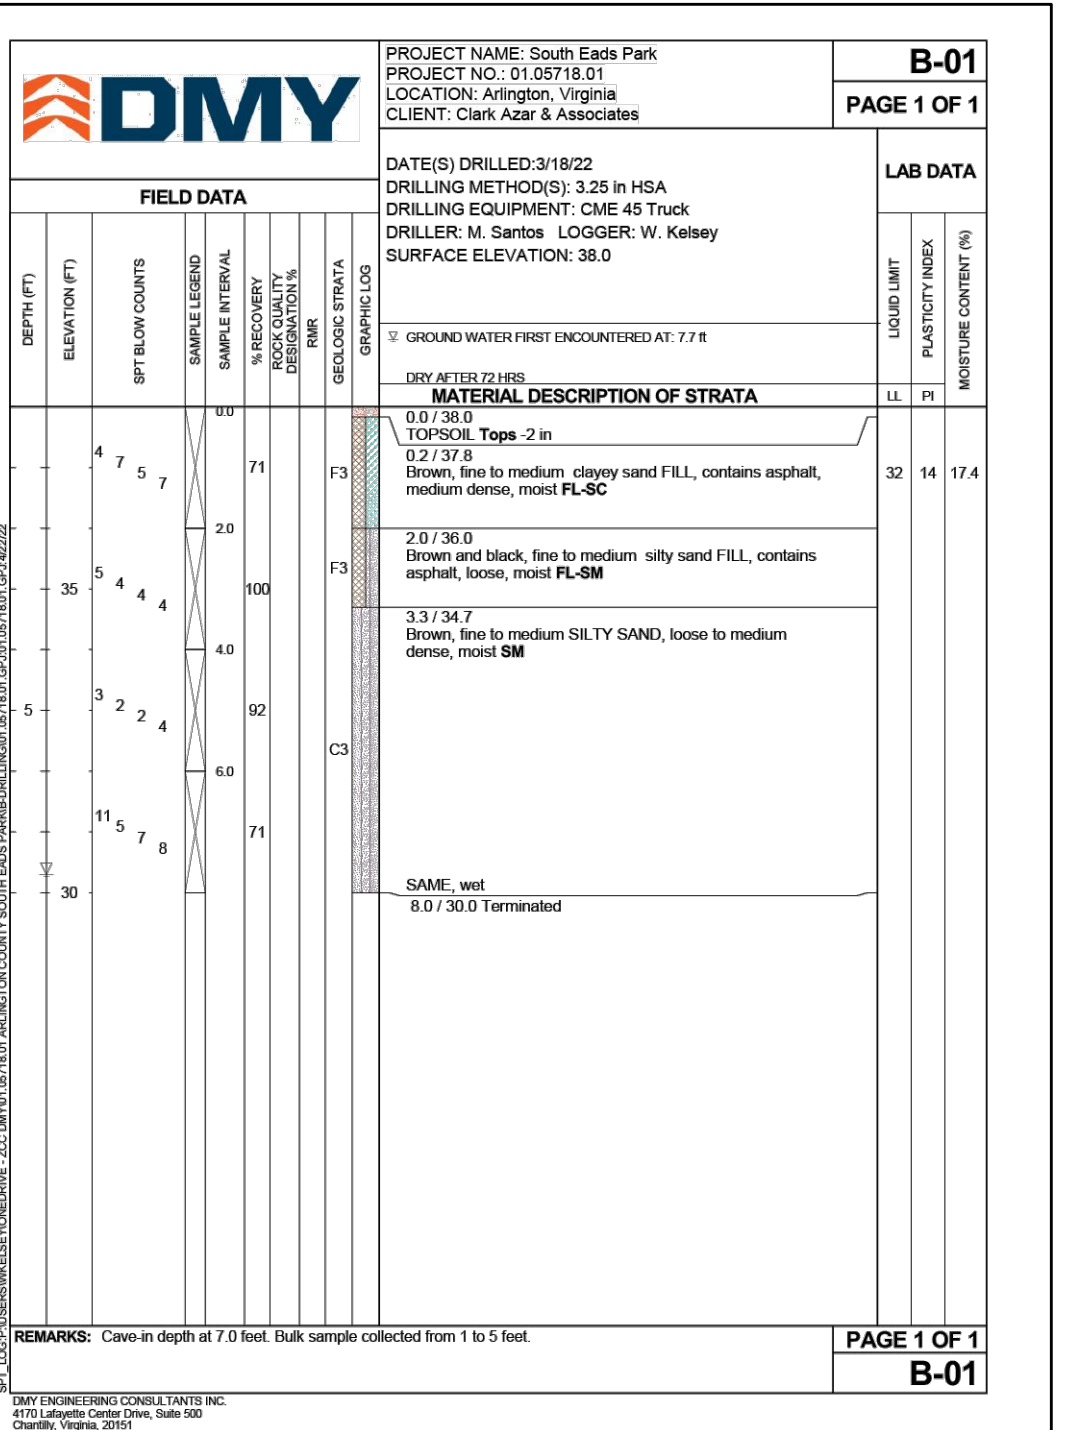 DMY
PROJECT NAME: South Eads Park
PROJECT NO.: 01.05718.01
LOCATION: Arlington, Virginia
CLIENT: Clark Azar & Associates
B-01
PAGE 1 OF 1
FIELD DATA
DATE(S) DRILLED:3/18/22
DRILLING METHOD(S): 3.25 in HSA
DRILLING EQUIPMENT: CME 45 Truck
DRILLER: M. Santos LOGGER: W. Kelsey
SURFACE ELEVATION: 38.0
LAB DATA
DEPTH (FT)
ELEVATION (FT)
SPT BLOW COUNTS
SAMPLE LEGEND
SAMPLE INTERVAL
% RECOVERY
ROCK QUALITY
DESIGNATION %
RMR
GEOLOGIC STRATA
GRAPHIC LOG
GROUND WATER FIRST ENCOUNTERED AT: 7.7 ft
DRY AFTER 72 HRS
MATERIAL DESCRIPTION OF STRATA
LIQUID LIMIT
PLASTICITY INDEX
MOISTURE CONTENT (%)
LL PI
0.0
0.0 / 38.0
TOPSOIL Tops -2 in
4 7 5 7 71 F3
0.2 / 37.8
Brown, fine to medium clayey sand FILL, contains asphalt,
medium dense, moist FL-SC
32 14 17.4
2.0
2.0 / 36.0
Brown and black, fine to medium silty sand FILL, contains
asphalt, loose, moist FL-SM
35 5 4 4 4 100 F3
3.3 / 34.7
Brown, fine to medium SILTY SAND, loose to medium
dense, moist SM
4.0
5 3 2 2 4 92
C3
6.0
11 5 7 8 71
30
SAME, wet
8.0 / 30.0 Terminated
REMARKS: Cave-in depth at 7.0 feet. Bulk sample collected from 1 to 5 feet.
PAGE 1 OF 1
B-01
DMY ENGINEERING CONSULTANTS INC.
4170 Lafayette Center Drive, Suite 500
Chantilly, Virginia, 20151